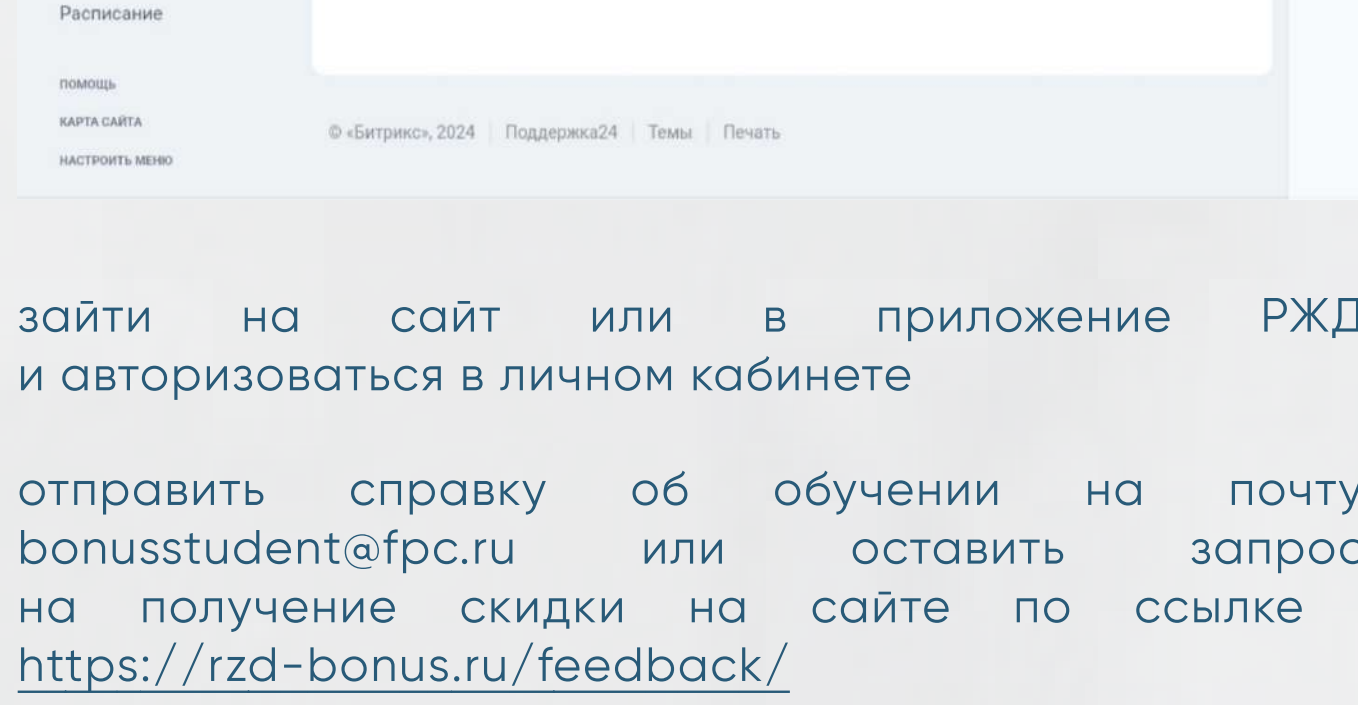 Расписание
ПОМОЩЬ
КАРТА САЙТА
НАСТРОИТЬ МЕНЮ
© «Битрикс», 2024 Поддержка24 Темы Печать
зайти на сайт или в приложение РЖД
и авторизоваться в личном кабинете
отправить справку об обучении на почту
bonusstudent@fpc.ru или оставить запрос
на получение скидки на сайте по ссылке
https://rzd-bonus.ru/feedback/